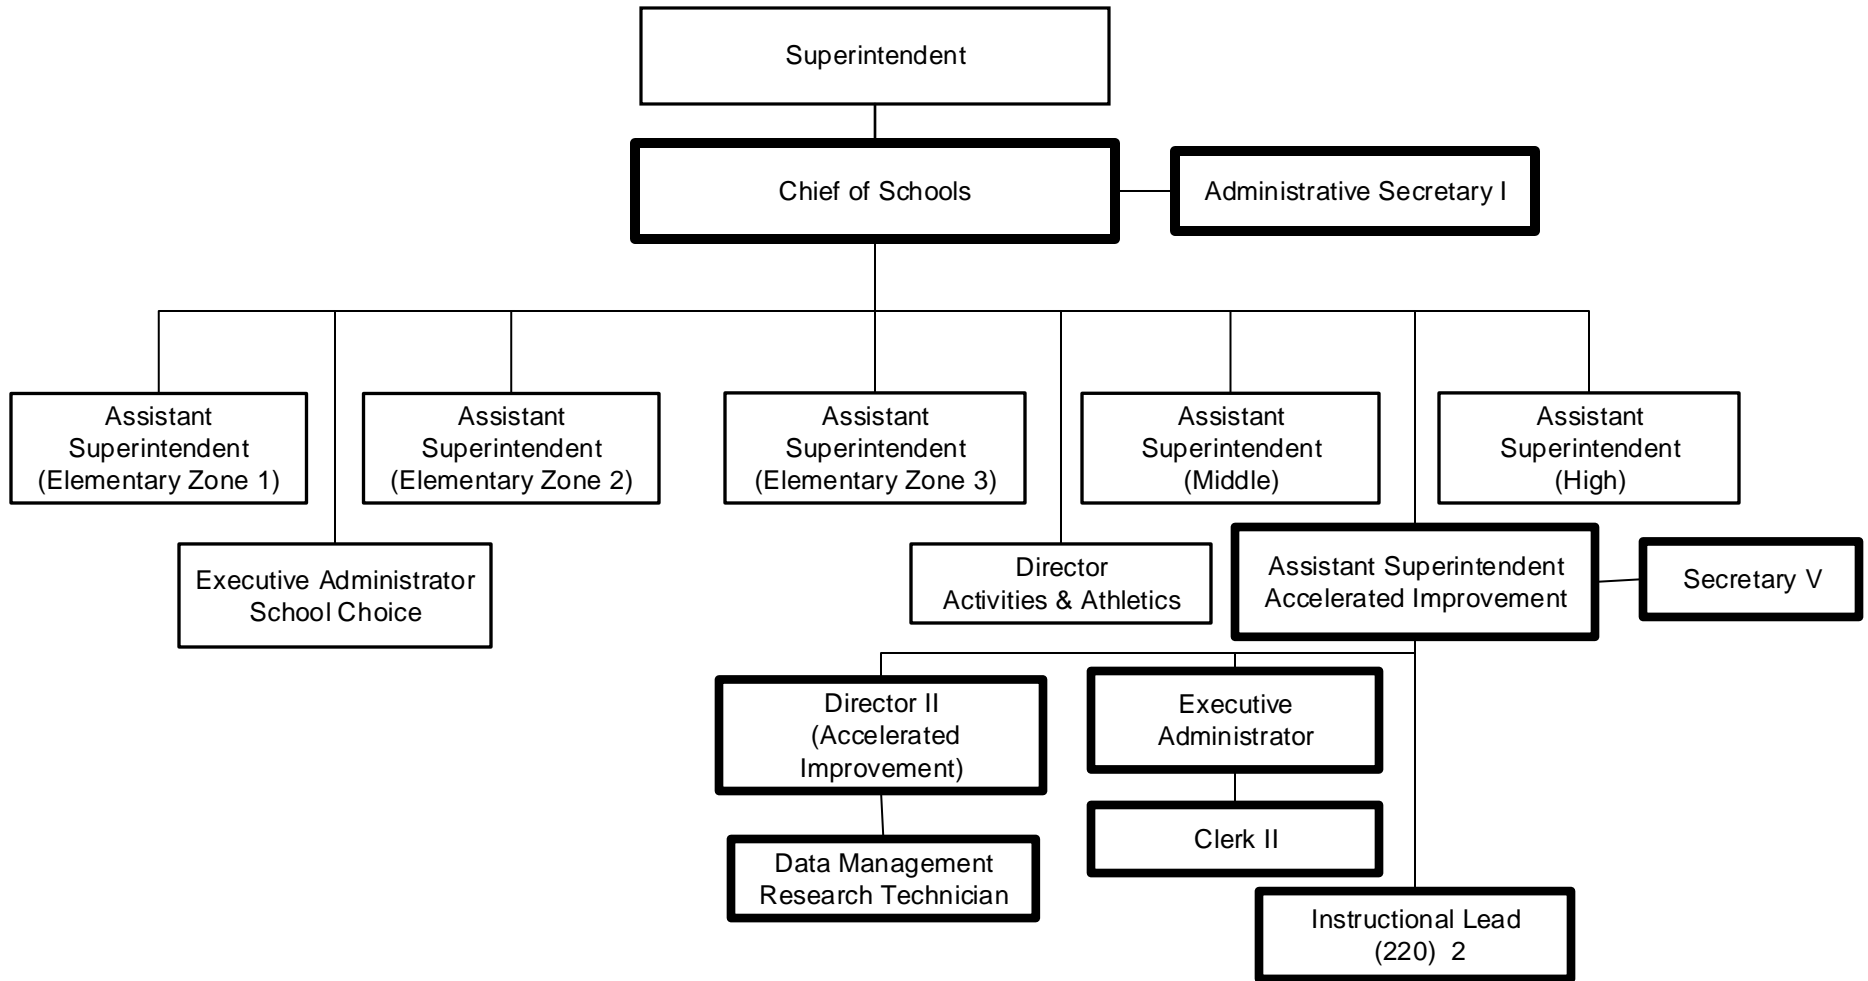 Superintendent
Chief of Schools
Administrative Secretary I
Assistant
Superintendent
(Elementary Zone 1)
Assistant
Superintendent
(Elementary Zone 2)
Assistant
Superintendent
(Elementary Zone 3)
Assistant
Superintendent
(Middle)
Assistant
Superintendent
(High)
Executive Administrator
School Choice
Director
Activities & Athletics
Assistant Superintendent
Accelerated Improvement
Secretary V
Director II
(Accelerated
Improvement)
Executive
Administrator
Clerk II
Data Management
Research Technician
Instructional Lead
(220)  2